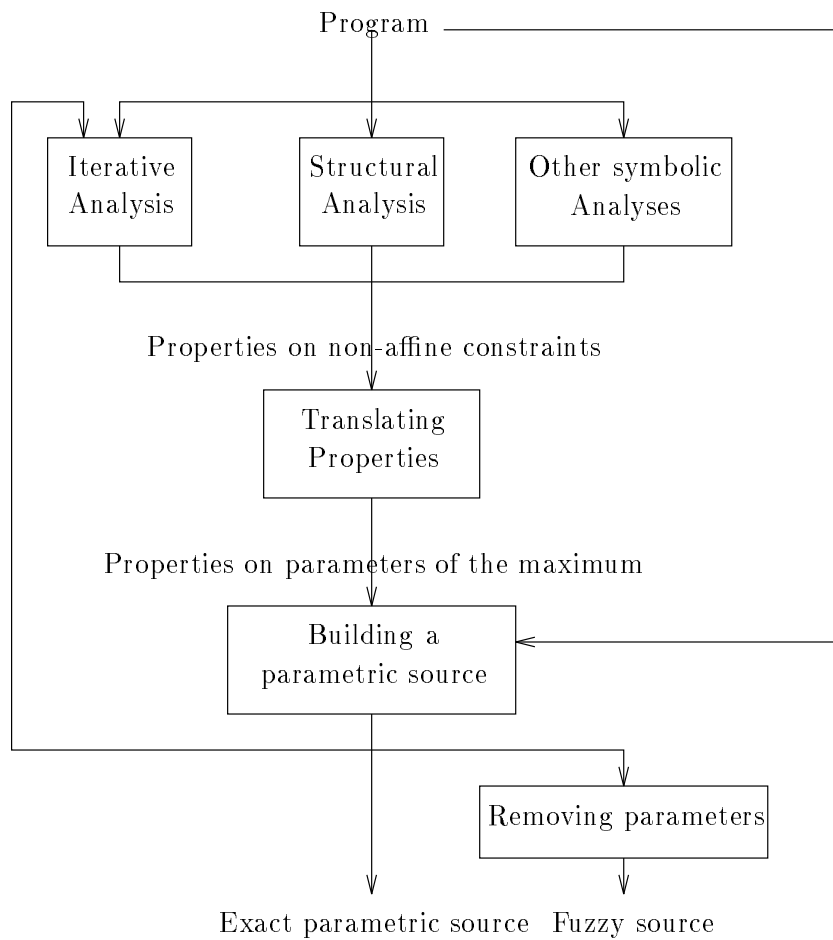 Program
Iterative
Analysis
Structural
Analysis
Other symbolic
Analyses
Properties on non-affine constraints
Translating
Properties
Properties on parameters of the maximum
Building a
parametric source
Removing parameters
Exact parametric source
Fuzzy source